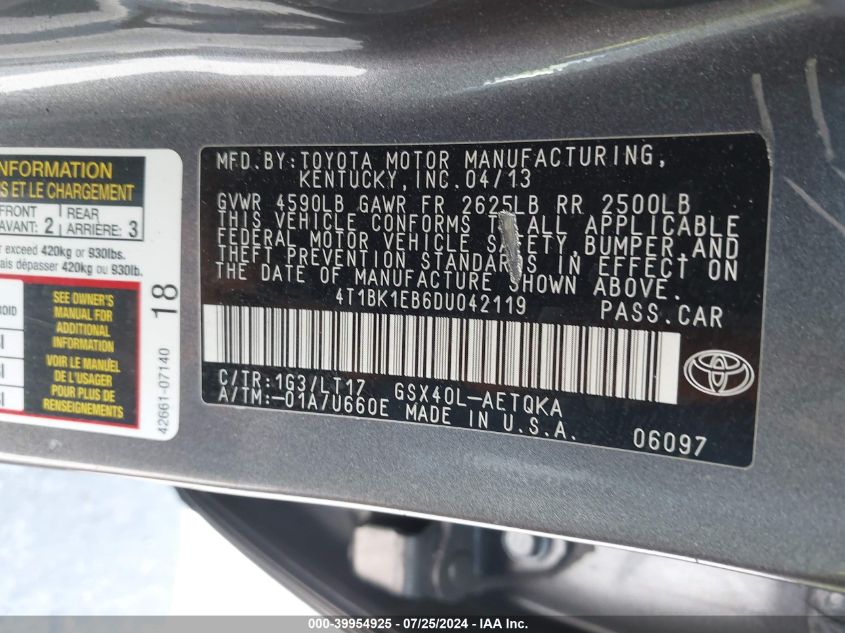 INFORMATION
S ET LE CHARGEMENT
FRONT
AVANT: 2
REAR
ARRIÈRE: 3
t exceed 420kg or 930lbs.
ais dépasser 420kg ou 930lb.
SEE OWNER'S
MANUAL FOR
ADDITIONAL
INFORMATION
VOIR LE MANUEL
DE L'USAGER
POUR PLUS DE
RENSEIGNEMENTS
18
42661-07140
MFD. BY: TOYOTA MOTOR MANUFACTURING,
KENTUCKY, INC. 04/13
GVWR 4590LB GAWR FR 2625LB RR 2500LB
THIS VEHICLE CONFORMS ALL APPLICABLE
FEDERAL MOTOR VEHICLE SAFETY, BUMPER, AND
THEFT PREVENTION STANDARDS IN EFFECT ON
THE DATE OF MANUFACTURE SHOWN ABOVE.
4T1BK1EB6DU042119 PASS. CAR
C/TR: 1G3/LT17 GSX40L-AETQKA
A/TM: -01A/U660E MADE IN U.S.A.
06097
000-39954925 - 07/25/2024 - IAAI.com